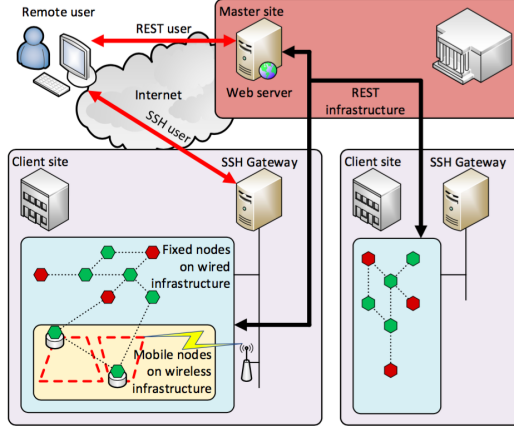 Remote user
REST user
Master site
Internet
Web server
REST
infrastructure
SSH user
Client site
SSH Gateway
Fixed nodes
on wired
infrastructure
Mobile nodes
on wireless
infrastructure
Client site
SSH Gateway